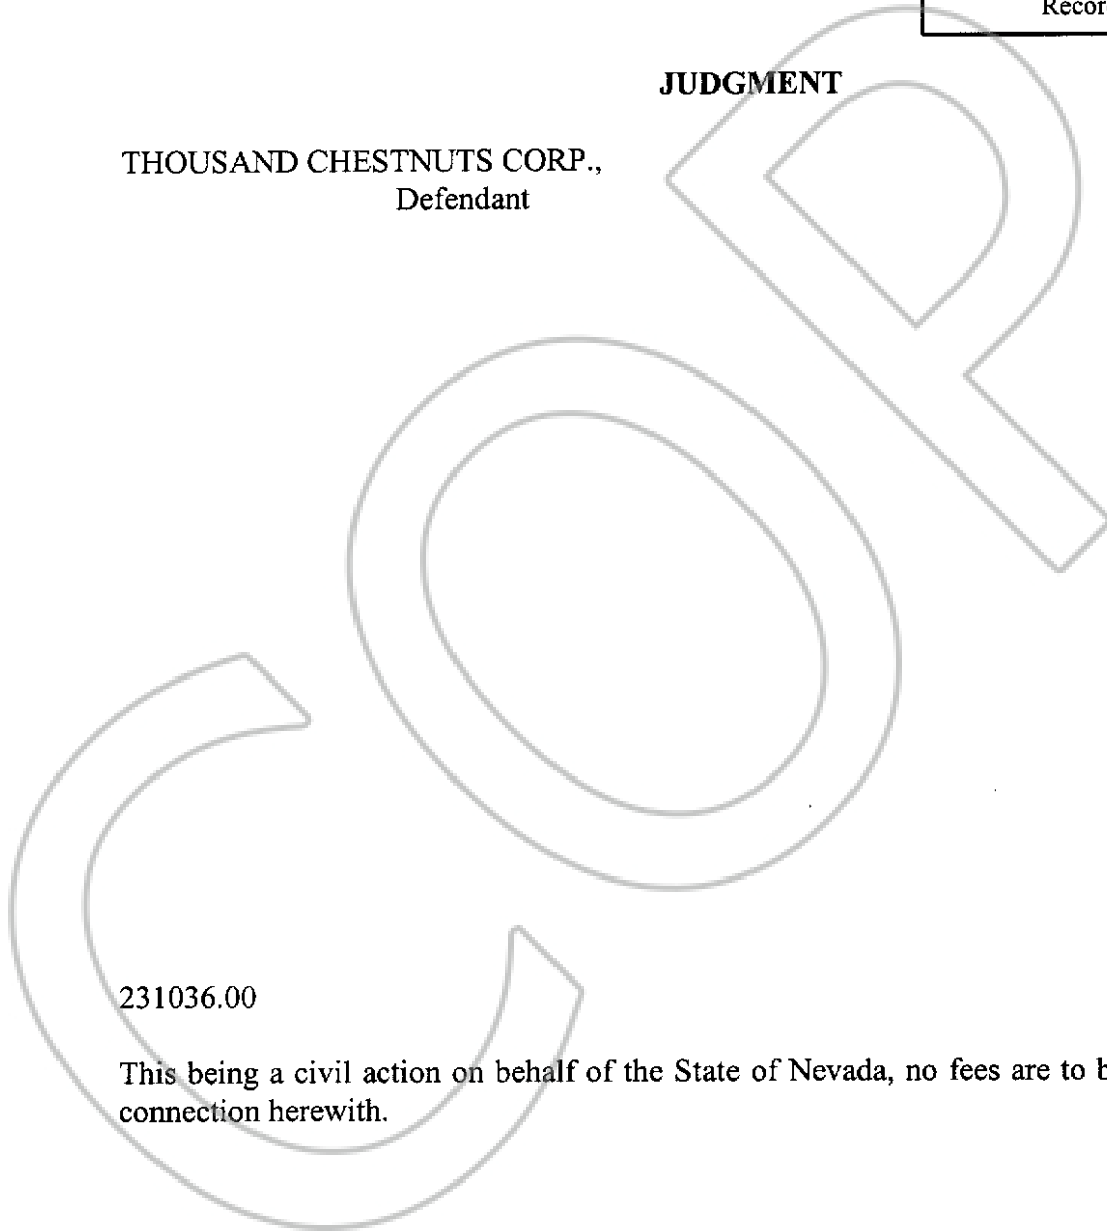 Recor
JUDGMENT
THOUSAND CHESTNUTS CORP.,
Defendant
COP
231036.00
This being a civil action on behalf of the State of Nevada, no fees are to b
connection herewith.